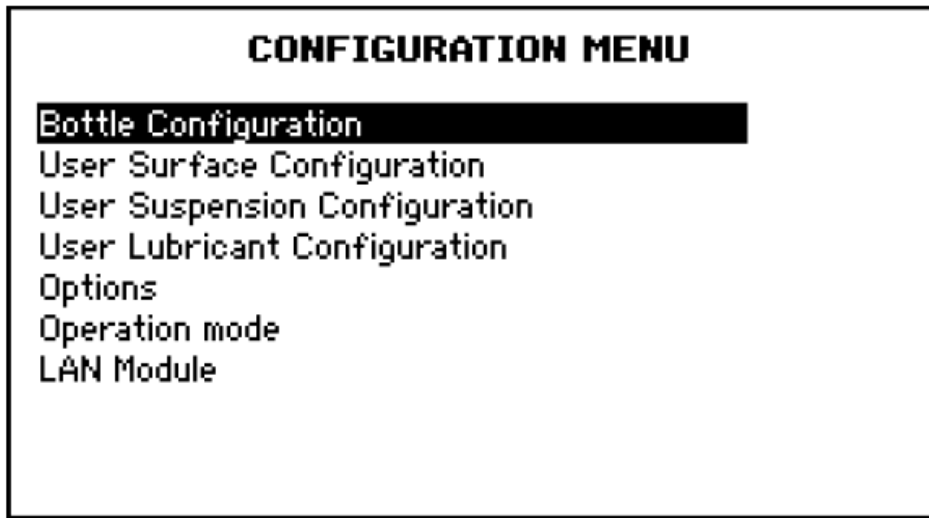 CONFIGURATION MENU
Bottle Configuration
User Surface Configuration
User Suspension Configuration
User Lubricant Configuration
Options
Operation mode
LAN Module